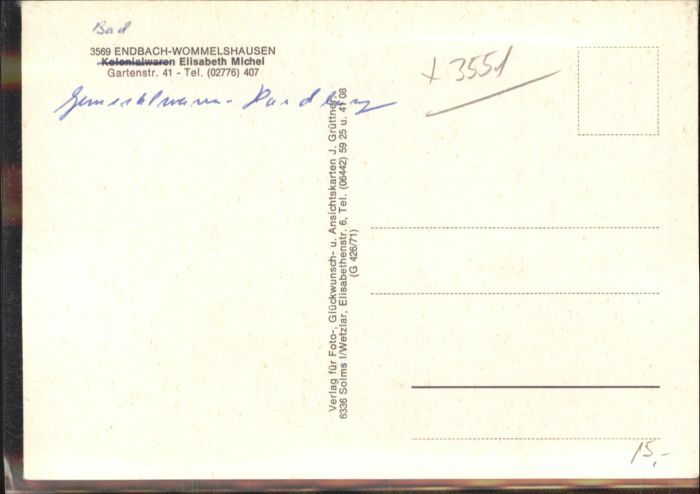 Bad
3569 ENDBACH-WOMMELSHAUSEN
Kolonialwaren Elisabeth Michel
Gartenstr. 41 - Tel. (02776) 407
x 3551
Verlag für Foto-, Glückwunsch- u. Ansichtskarten J. Grüttner
6336 Solms l/Wetzlar, Elisabethenstr. 6, Tel. (06442) 59 25 u. 41 08
(G 426/71)
15,-